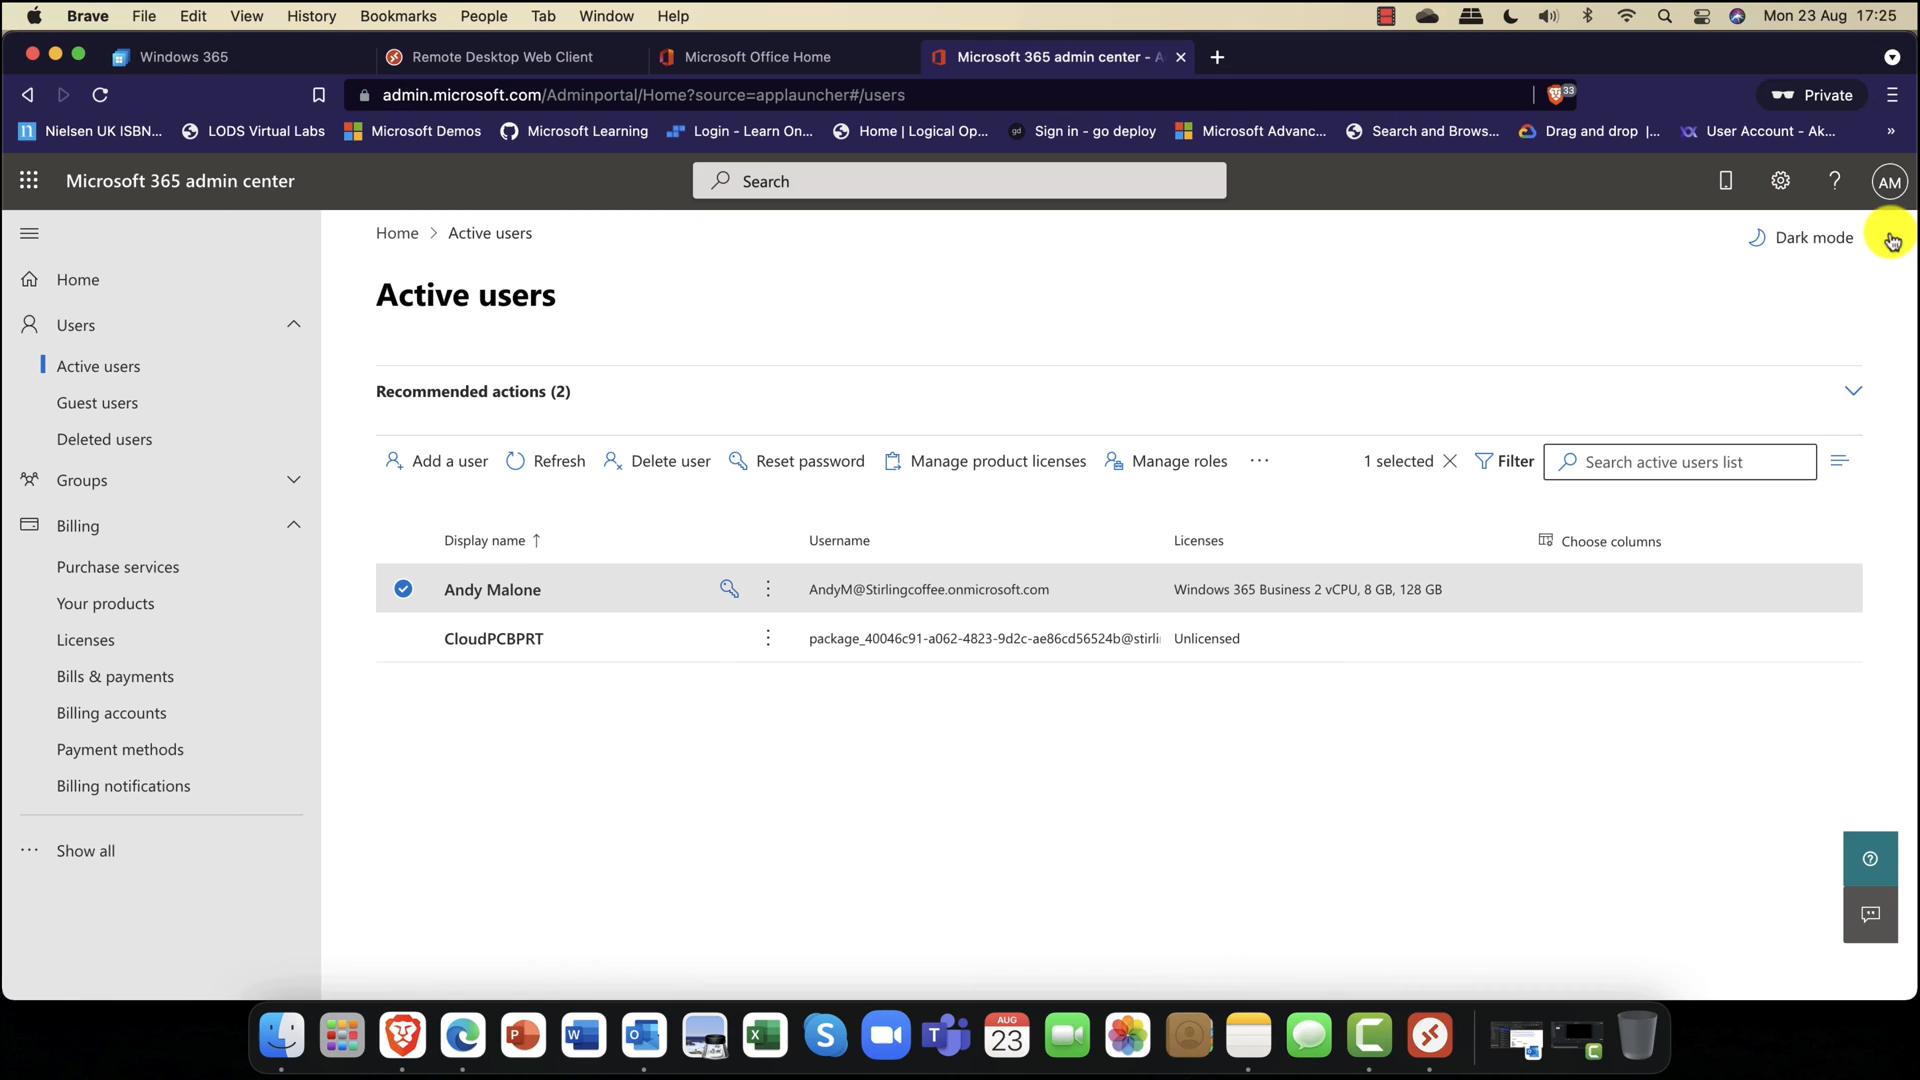 Brave File Edit View History Bookmarks People Tab Window Help Mon 23 Aug 17:25
Windows 365 Remote Desktop Web Client Microsoft Office Home Microsoft 365 admin center - A
admin.microsoft.com/Adminportal/Home?source=applauncher#/users 33 Private
Nielsen UK ISBN... LODS Virtual Labs Microsoft Demos Microsoft Learning Login - Learn On... Home | Logical Op... gd Sign in - go deploy Microsoft Advanc... Search and Brows... Drag and drop |... User Account - Ak... »
Microsoft 365 admin center Search ? AM
Home > Active users Dark mode
Home
Active users
Users
Active users
Recommended actions (2)
Guest users
Deleted users
Add a user Refresh Delete user Reset password Manage product licenses Manage roles ... 1 selected Filter Search active users list
Groups
Billing
Display name ↑ Username Licenses Choose columns
Purchase services
Andy Malone AndyM@Stirlingcoffee.onmicrosoft.com Windows 365 Business 2 vCPU, 8 GB, 128 GB
Your products
CloudPCBPRT package_40046c91-a062-4823-9d2c-ae86cd56524b@stirli Unlicensed
Licenses
Bills & payments
Billing accounts
Payment methods
Billing notifications
... Show all
P W O X S T AUG 23 C